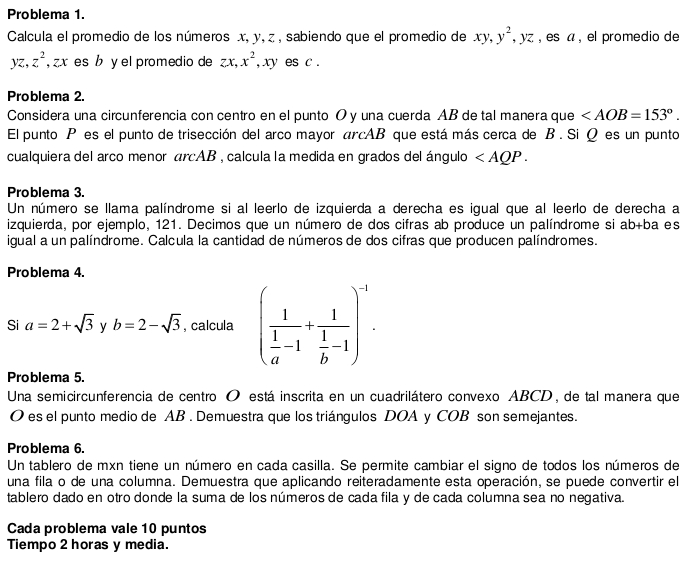 Problema 1.
Calcula el promedio de los números x, y, z , sabiendo que el promedio de xy, y², yz , es a , el promedio de
yz, z², zx es b y el promedio de zx, x², xy es c .
Problema 2.
Considera una circunferencia con centro en el punto O y una cuerda AB de tal manera que < AOB = 153º .
El punto P es el punto de trisección del arco mayor arcAB que está más cerca de B . Si Q es un punto
cualquiera del arco menor arcAB , calcula la medida en grados del ángulo < AQP .
Problema 3.
Un número se llama palíndrome si al leerlo de izquierda a derecha es igual que al leerlo de derecha a
izquierda, por ejemplo, 121. Decimos que un número de dos cifras ab produce un palíndrome si ab+ba es
igual a un palíndrome. Calcula la cantidad de números de dos cifras que producen palíndromes.
Problema 4.
Si a = 2 + √3 y b = 2 − √3 , calcula (1/(1/a − 1) + 1/(1/b − 1))⁻¹ .
Problema 5.
Una semicircunferencia de centro O está inscrita en un cuadrilátero convexo ABCD , de tal manera que
O es el punto medio de AB . Demuestra que los triángulos DOA y COB son semejantes.
Problema 6.
Un tablero de mxn tiene un número en cada casilla. Se permite cambiar el signo de todos los números de
una fila o de una columna. Demuestra que aplicando reiteradamente esta operación, se puede convertir el
tablero dado en otro donde la suma de los números de cada fila y de cada columna sea no negativa.
Cada problema vale 10 puntos
Tiempo 2 horas y media.